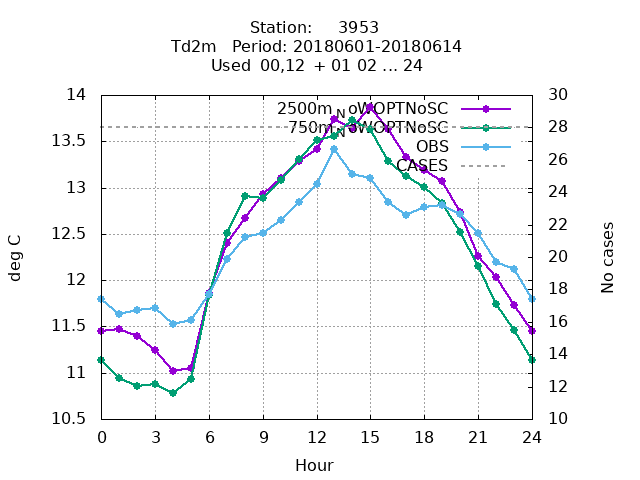 Station: 3953
Td2m Period: 20180601-20180614
Used 00,12 + 01 02 ... 24
14
13.5
13
12.5
12
11.5
11
10.5
30
28
26
24
22
20
18
16
14
12
10
2500m_NoWOPTNoSC
750m_NoWOPTNoSC
OBS
CASES
deg C
No cases
0 3 6 9 12 15 18 21 24
Hour